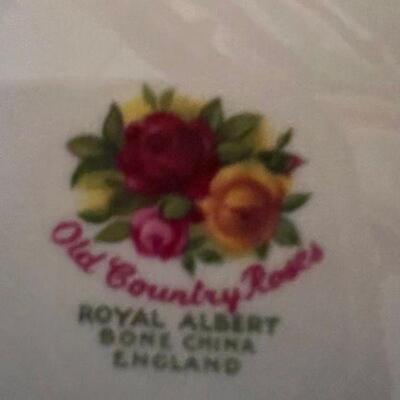 Old Country Roses
ROYAL ALBERT
BONE CHINA
ENGLAND